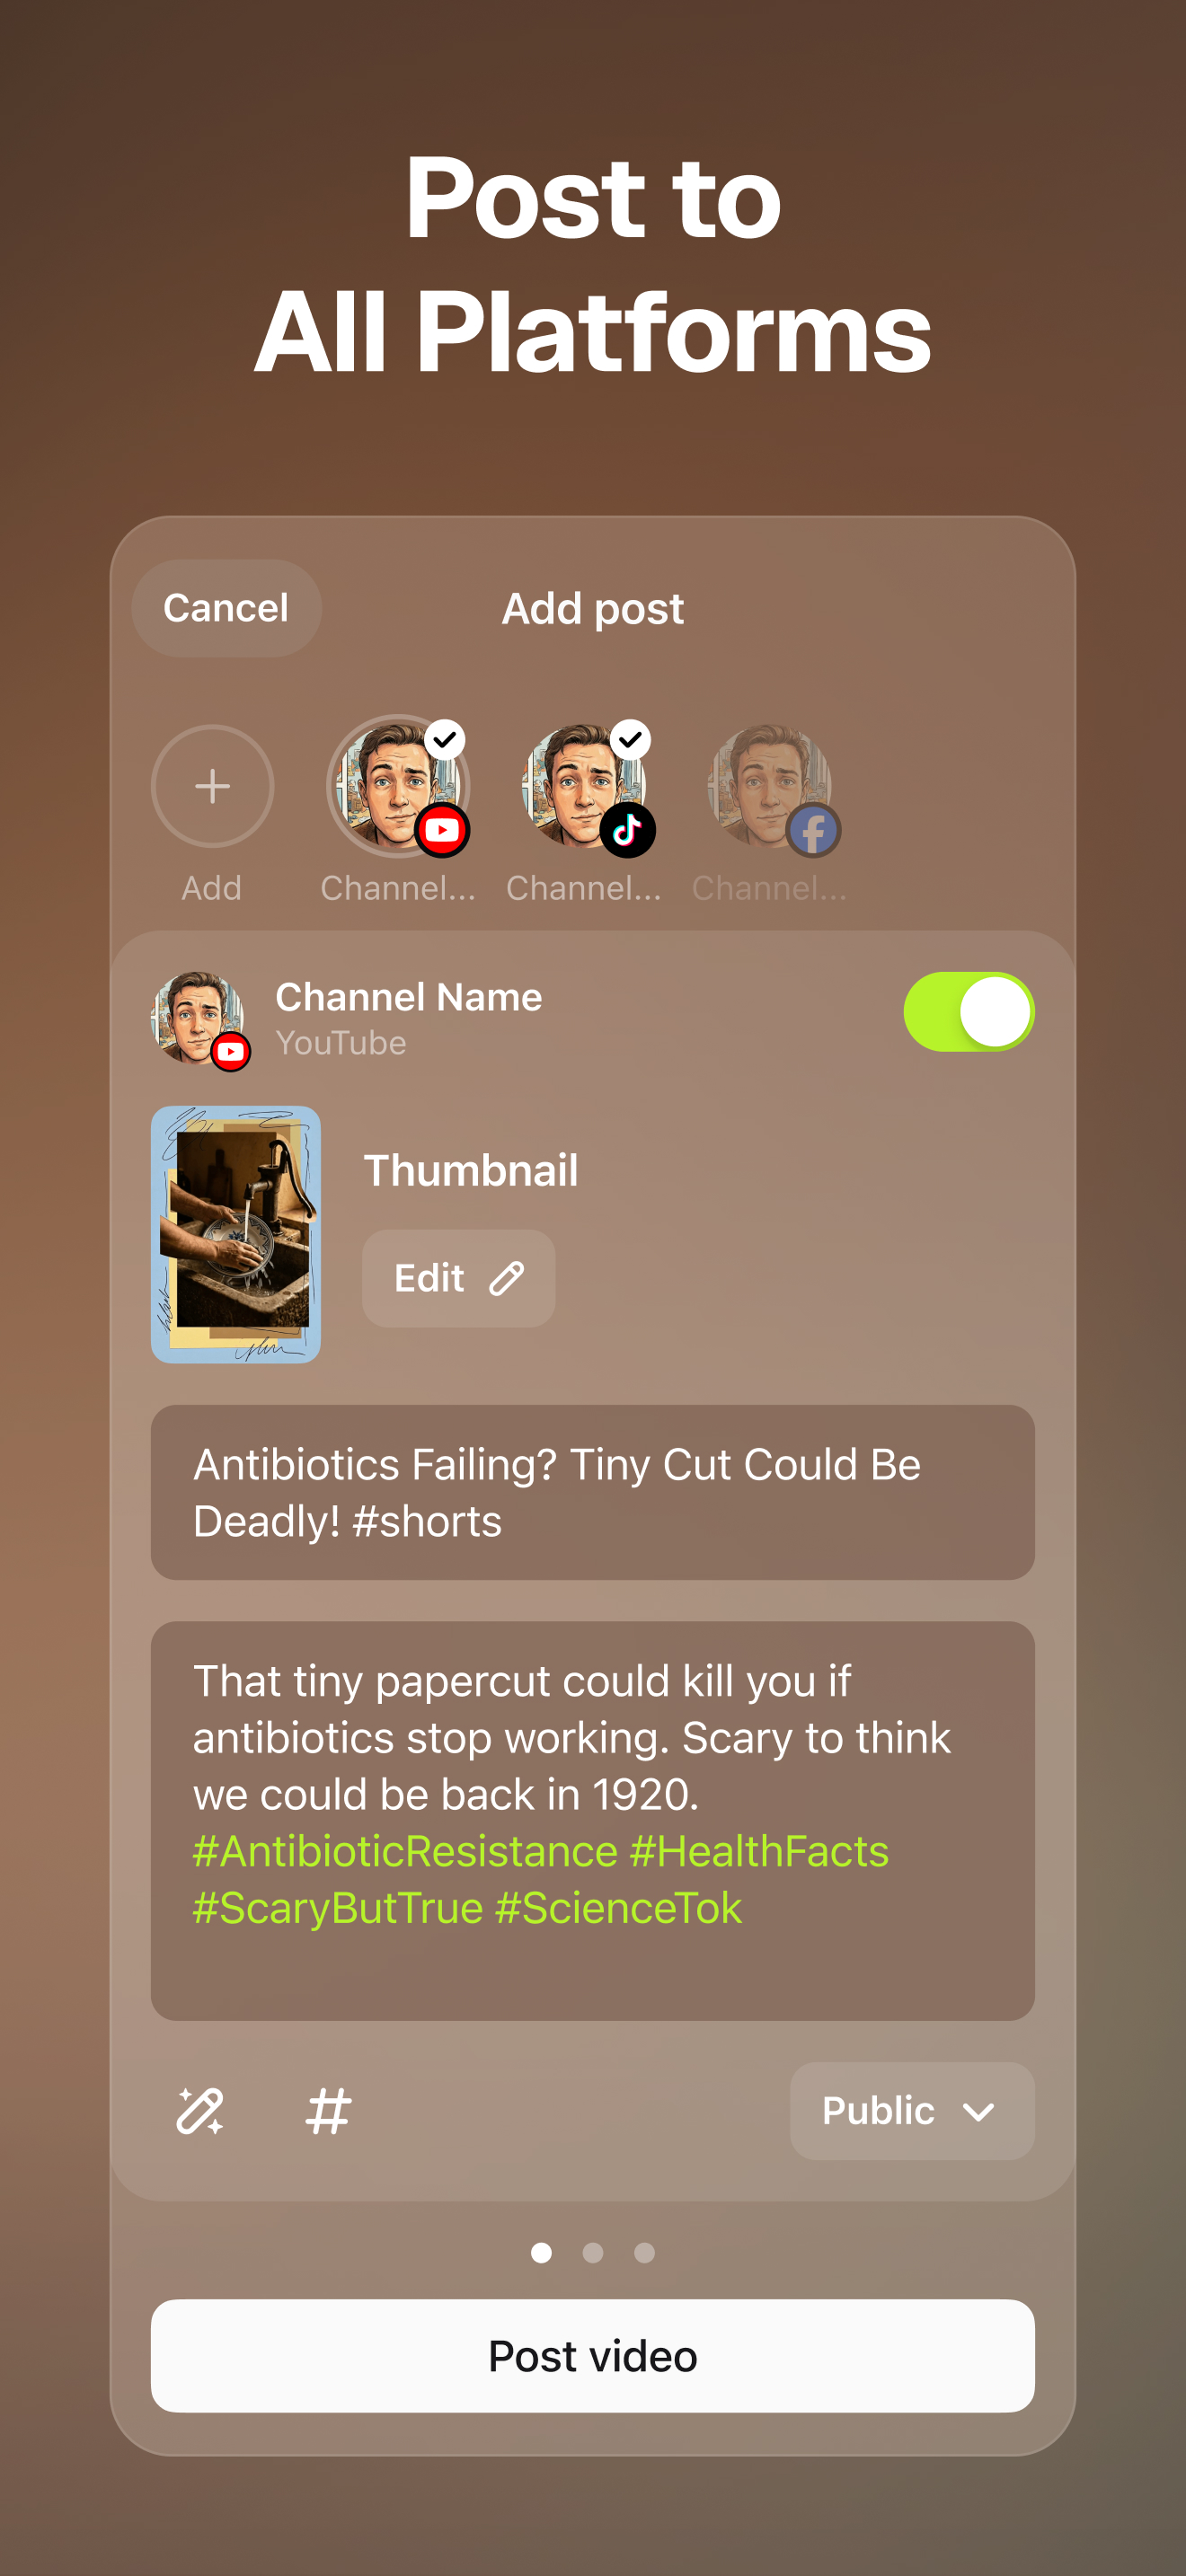 Post to
All Platforms
Cancel
Add post
Add
Channel...
Channel...
Channel...
Channel Name
YouTube
Thumbnail
Edit
Antibiotics Failing? Tiny Cut Could Be
Deadly! #shorts
That tiny papercut could kill you if
antibiotics stop working. Scary to think
we could be back in 1920.
#AntibioticResistance #HealthFacts
#ScaryButTrue #ScienceTok
#
Public
Post video